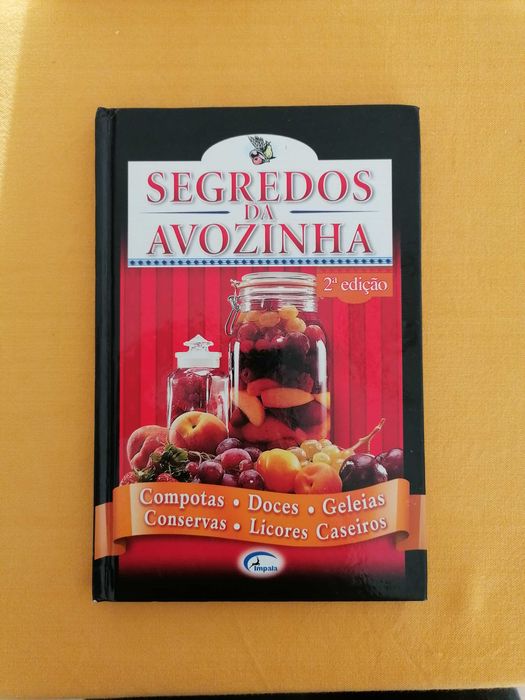 SEGREDOS
DA
AVOZINHA
2ª edição
Compotas • Doces • Geleias
Conservas • Licores Caseiros
Impala